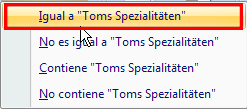 Igual a "Toms Spezialitäten"
No es igual a "Toms Spezialitäten"
Contiene "Toms Spezialitäten"
No contiene "Toms Spezialitäten"